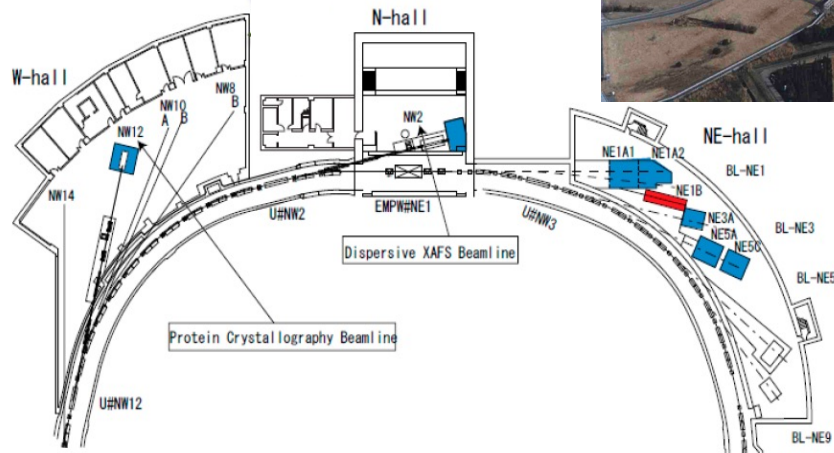 N-hall
W-hall
NW8
B
NW10
A B
NW12
NW14
NW2
NE-hall
NE1A1
NE1A2
BL-NE1
NE1B
NE3A
BL-NE3
NE5A
NE5C
BL-NE5
U#NW2
EMPW#NE1
U#NW3
Dispersive XAFS Beamline
Protein Crystallography Beamline
U#NW12
BL-NE9